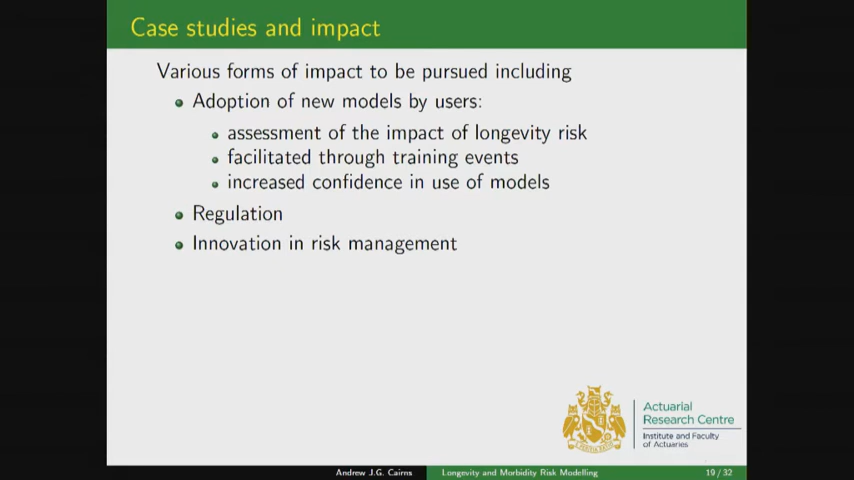 Case studies and impact
Various forms of impact to be pursued including
Adoption of new models by users:
assessment of the impact of longevity risk
facilitated through training events
increased confidence in use of models
Regulation
Innovation in risk management
Actuarial
Research Centre
Institute and Faculty
of Actuaries
Andrew J.G. Cairns
Longevity and Morbidity Risk Modelling
19 / 32